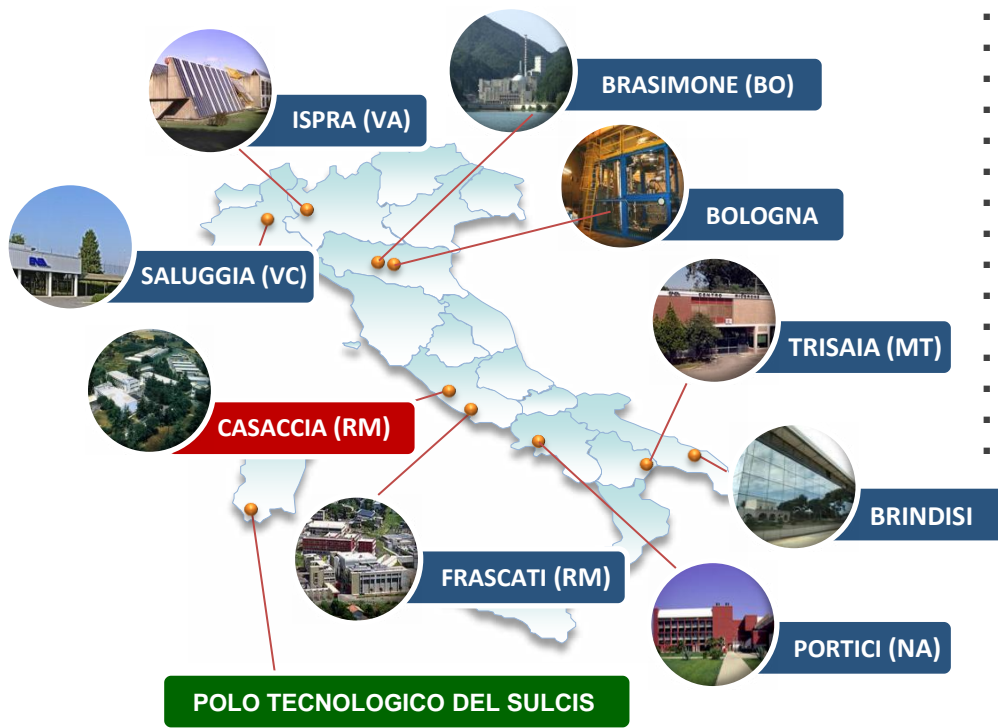 BRASIMONE (BO)
ISPRA (VA)
BOLOGNA
SALUGGIA (VC)
TRISAIA (MT)
CASACCIA (RM)
BRINDISI
FRASCATI (RM)
PORTICI (NA)
POLO TECNOLOGICO DEL SULCIS